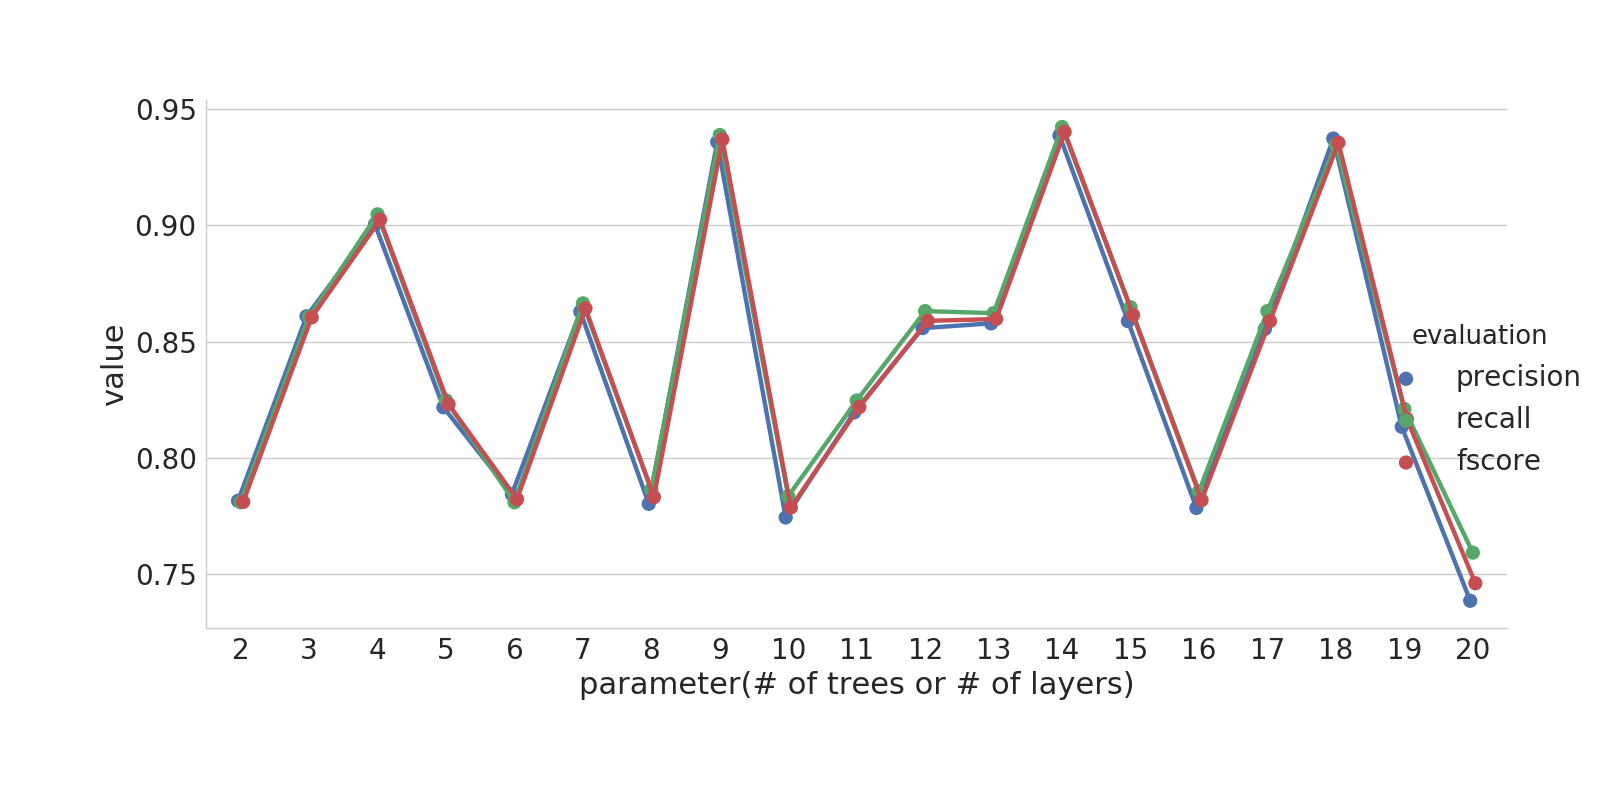 0.95
0.90
0.85
0.80
0.75
value
evaluation
precision
recall
fscore
2 3 4 5 6 7 8 9 10 11 12 13 14 15 16 17 18 19 20
parameter(# of trees or # of layers)